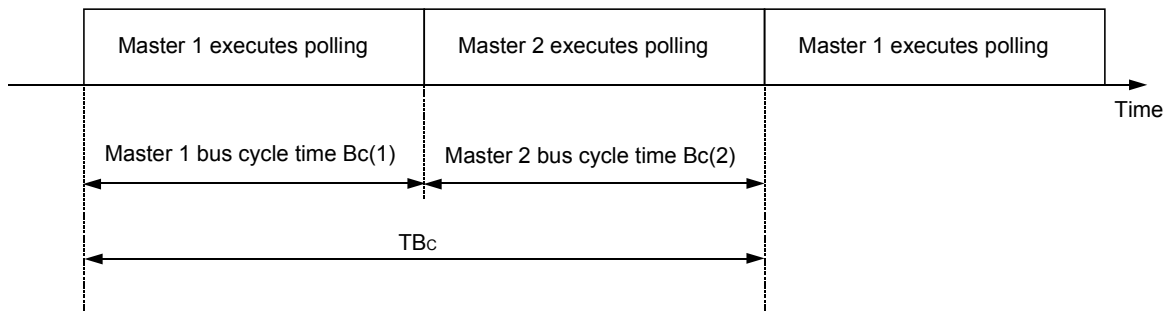 Master 1 executes polling
Master 2 executes polling
Master 1 executes polling
Time
Master 1 bus cycle time Bc(1)
Master 2 bus cycle time Bc(2)
TBc